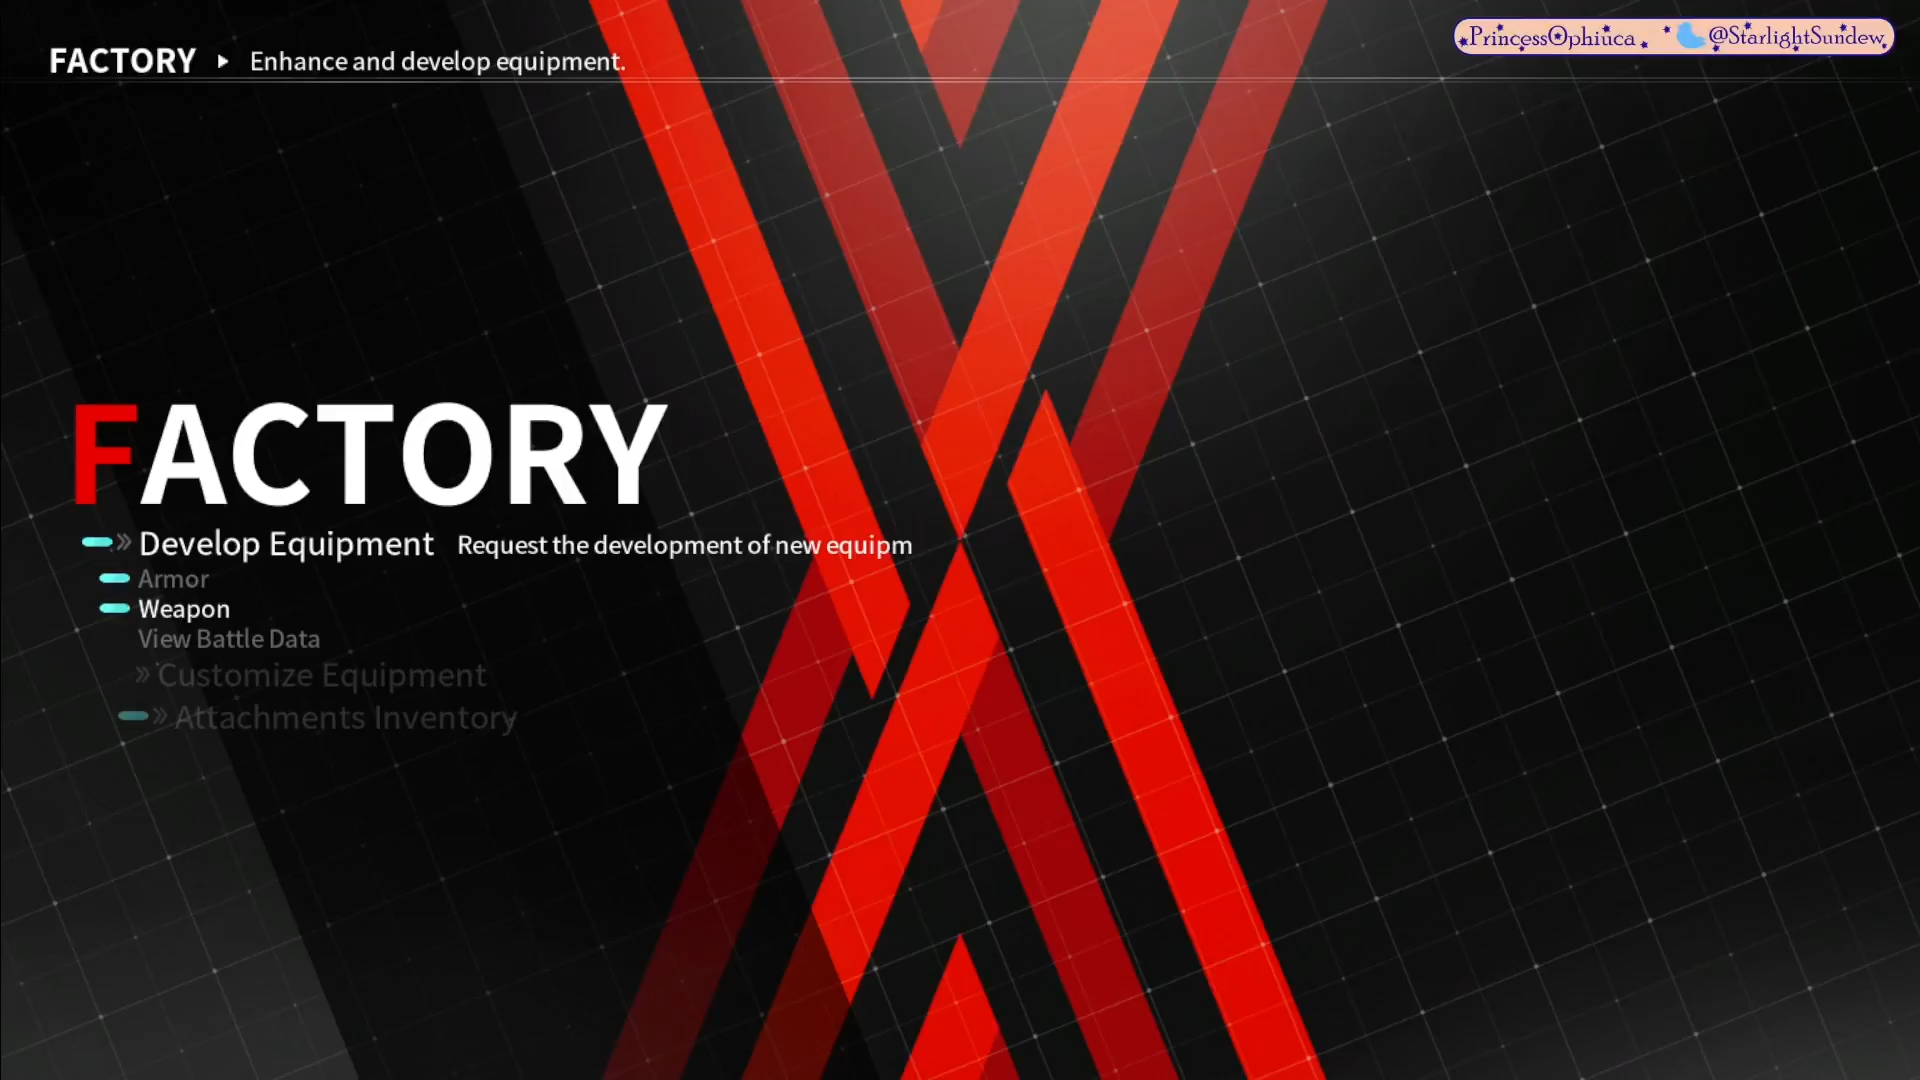 FACTORY Enhance and develop equipment.
PrincessOphiuca @StarlightSundew
FACTORY
Develop Equipment Request the development of new equipm
Armor
Weapon
View Battle Data
Customize Equipment
Attachments Inventory